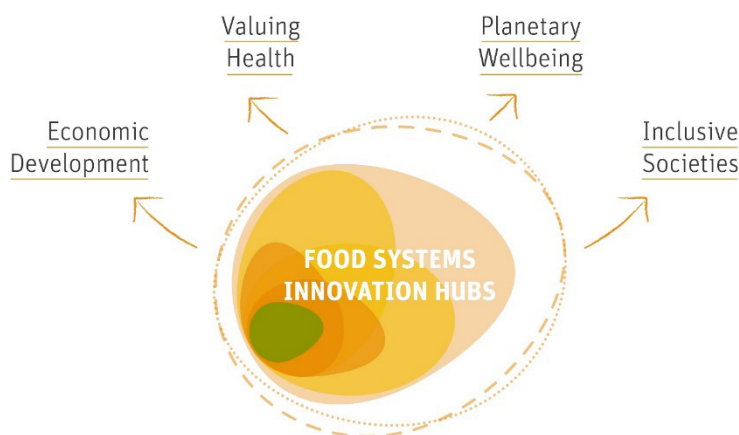 Valuing
Health
Planetary
Wellbeing
Economic
Development
Inclusive
Societies
FOOD SYSTEMS
INNOVATION HUBS